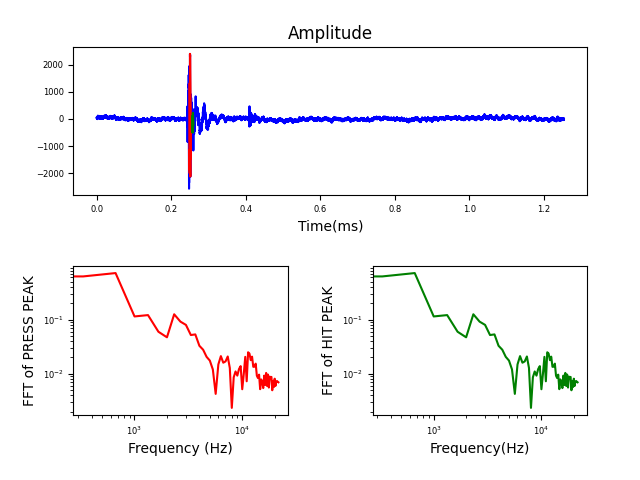 Amplitude
2000
1000
0
−1000
−2000
0.0 0.2 0.4 0.6 0.8 1.0 1.2
Time(ms)
FFT of PRESS PEAK
10⁻¹
10⁻²
10³ 10⁴
Frequency (Hz)
FFT of HIT PEAK
10⁻¹
10⁻²
10³ 10⁴
Frequency(Hz)